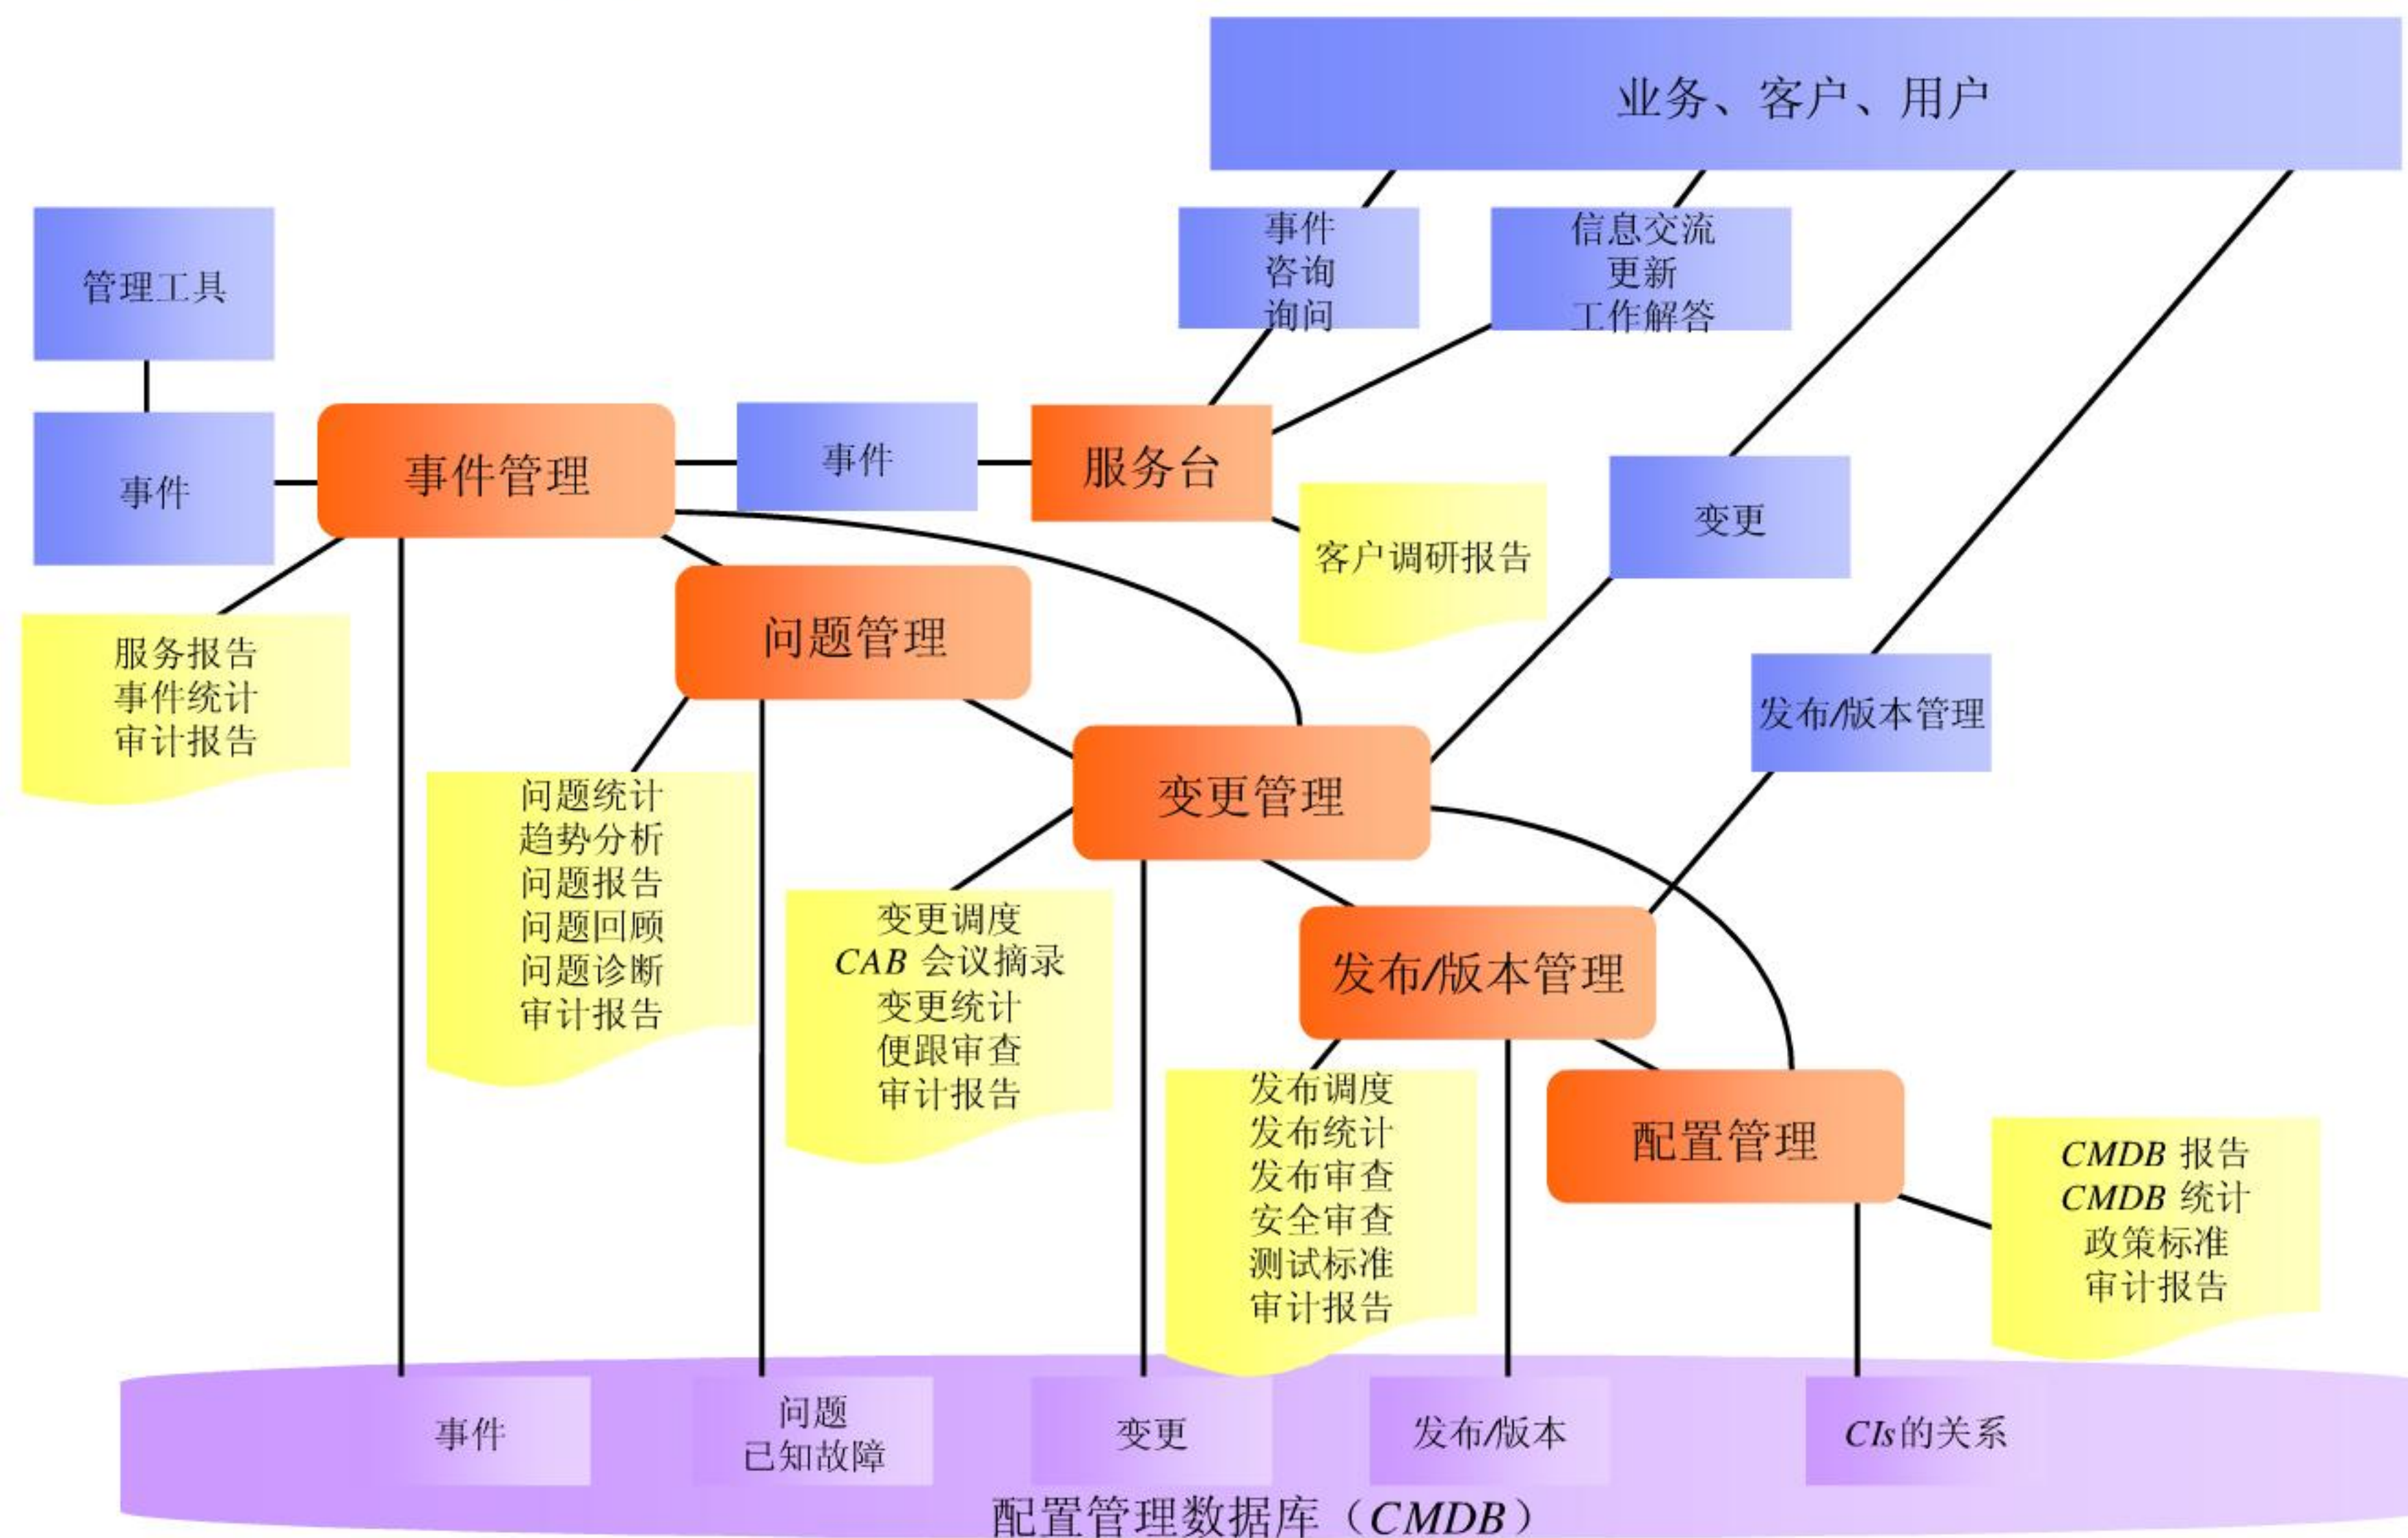 业务、客户、用户
事件
咨询
询问
信息交流
更新
工作解答
管理工具
事件
事件管理
事件
服务台
变更
客户调研报告
问题管理
服务报告
事件统计
审计报告
发布/版本管理
变更管理
问题统计
趋势分析
问题报告
问题回顾
问题诊断
审计报告
变更调度
CAB 会议摘录
变更统计
便跟审查
审计报告
发布/版本管理
发布调度
发布统计
发布审查
安全审查
测试标准
审计报告
配置管理
CMDB 报告
CMDB 统计
政策标准
审计报告
事件
问题
已知故障
变更
发布/版本
CIs的关系
配置管理数据库（CMDB）